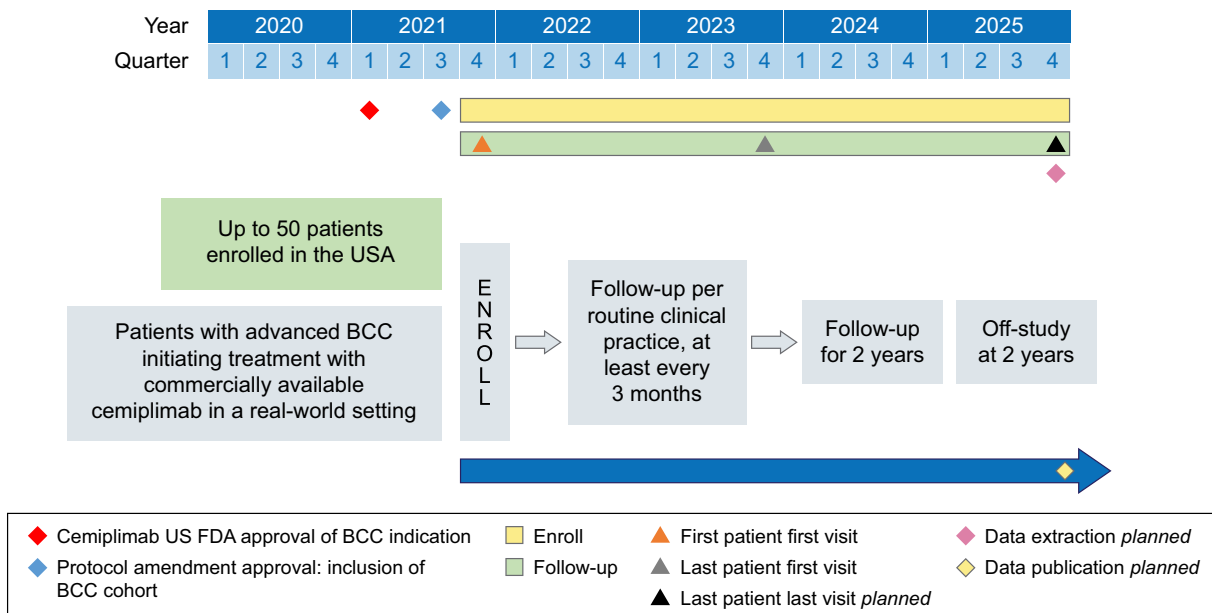 Year 2020 2021 2022 2023 2024 2025
Quarter 1 2 3 4 1 2 3 4 1 2 3 4 1 2 3 4 1 2 3 4 1 2 3 4
Up to 50 patients
enrolled in the USA
Patients with advanced BCC
initiating treatment with
commercially available
cemiplimab in a real-world setting
E
N
R
O
L
L
Follow-up per
routine clinical
practice, at
least every
3 months
Follow-up
for 2 years
Off-study
at 2 years
Cemiplimab US FDA approval of BCC indication
Protocol amendment approval: inclusion of
BCC cohort
Enroll
Follow-up
First patient first visit
Last patient first visit
Last patient last visit planned
Data extraction planned
Data publication planned